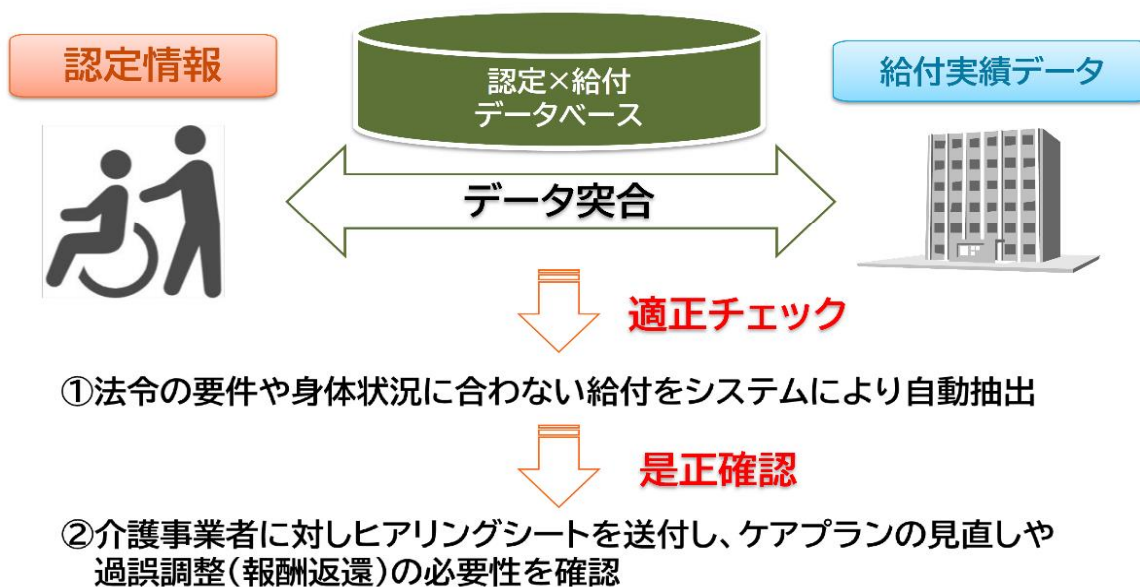 認定情報
認定×給付
データベース
給付実績データ
データ突合
適正チェック
①法令の要件や身体状況に合わない給付をシステムにより自動抽出
是正確認
②介護事業者に対しヒアリングシートを送付し、ケアプランの見直しや
過誤調整(報酬返還)の必要性を確認